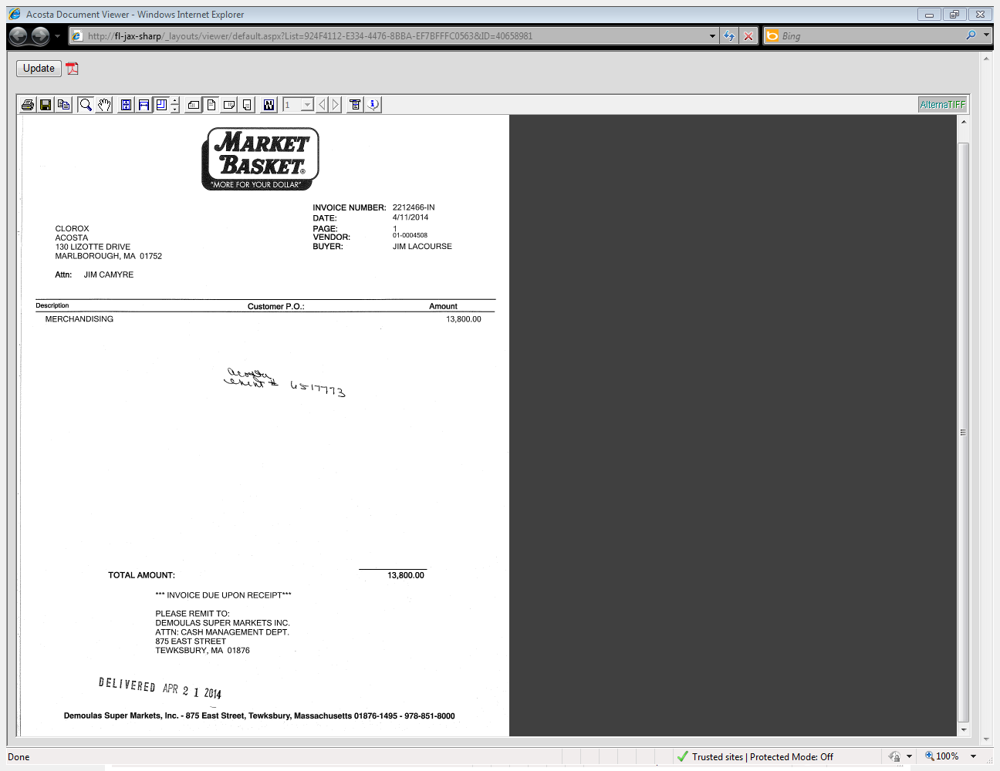 Acosta Document Viewer - Windows Internet Explorer
http://fl-jax-sharp/_layouts/viewer/default.aspx?List=924F4112-E334-4476-8BBA-EF7BFFFC0563&ID=40658981
Bing
Update
1
AlternaTIFF
MARKET
BASKET®
"MORE FOR YOUR DOLLAR"
INVOICE NUMBER: 2212466-IN
DATE: 4/11/2014
PAGE: 1
VENDOR: 01-0004508
BUYER: JIM LACOURSE
CLOROX
ACOSTA
130 LIZOTTE DRIVE
MARLBOROUGH, MA 01752
Attn: JIM CAMYRE
Description Customer P.O.: Amount
MERCHANDISING 13,800.00
Acosta
event # 6517773
TOTAL AMOUNT: 13,800.00
*** INVOICE DUE UPON RECEIPT***
PLEASE REMIT TO:
DEMOULAS SUPER MARKETS INC.
ATTN: CASH MANAGEMENT DEPT.
875 EAST STREET
TEWKSBURY, MA 01876
DELIVERED APR 21 2014
Demoulas Super Markets, Inc. - 875 East Street, Tewksbury, Massachusetts 01876-1495 - 978-851-8000
Done
Trusted sites | Protected Mode: Off
100%